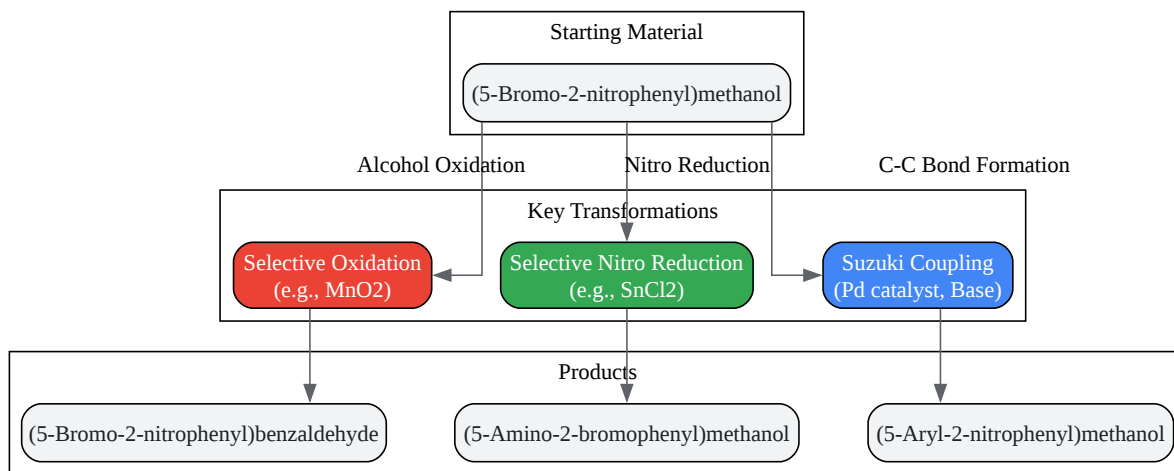 Starting Material
(5-Bromo-2-nitrophenyl)methanol
Alcohol Oxidation
Nitro Reduction
C-C Bond Formation
Key Transformations
Selective Oxidation
(e.g., MnO2)
Selective Nitro Reduction
(e.g., SnCl2)
Suzuki Coupling
(Pd catalyst, Base)
Products
(5-Bromo-2-nitrophenyl)benzaldehyde
(5-Amino-2-bromophenyl)methanol
(5-Aryl-2-nitrophenyl)methanol